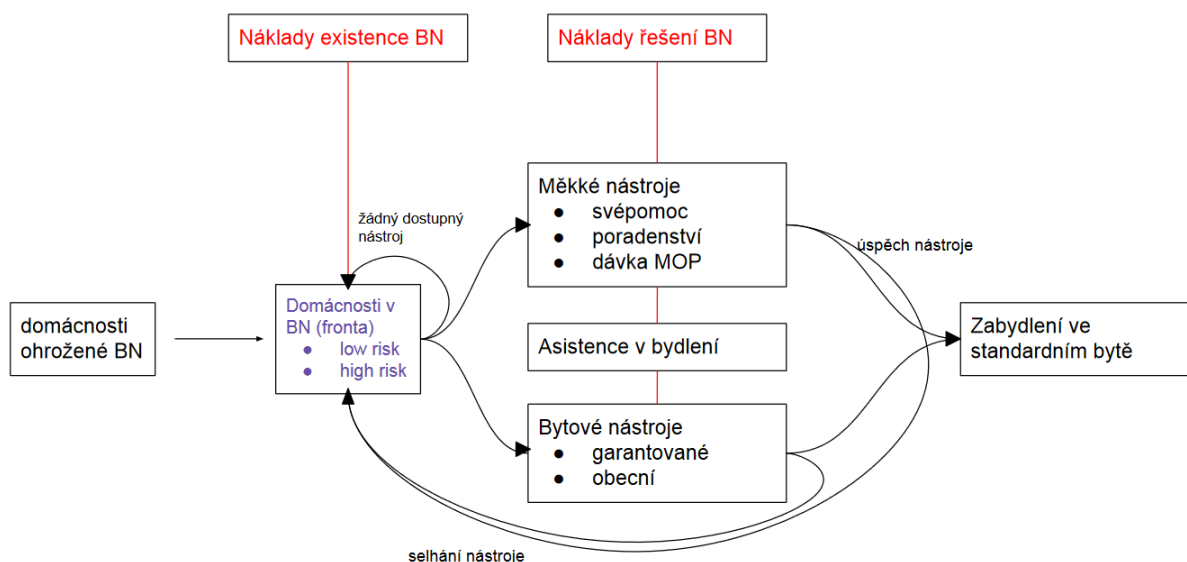 Náklady existence BN
Náklady řešení BN
žádný dostupný
nástroj
Měkké nástroje
● svépomoc
● poradenství
● dávka MOP
úspěch nástroje
domácnosti
ohrožené BN
Domácnosti v
BN (fronta)
● low risk
● high risk
Asistence v bydlení
Zabydlení ve
standardním bytě
Bytové nástroje
● garantované
● obecní
selhání nástroje